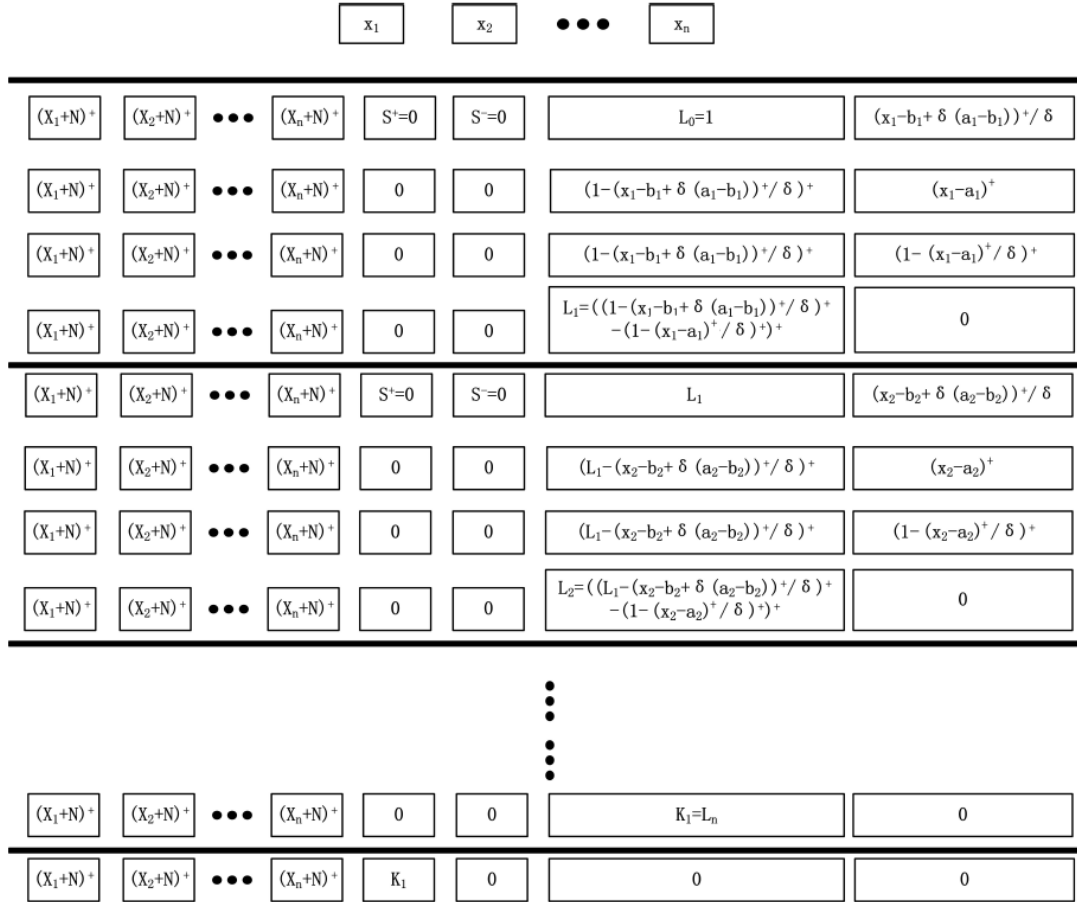 x₁ x₂ ●●● xₙ
(X₁+N)⁺ (X₂+N)⁺ ●●● (Xₙ+N)⁺ S⁺=0 S⁻=0 L₀=1 (x₁-b₁+δ(a₁-b₁))⁺/δ
(X₁+N)⁺ (X₂+N)⁺ ●●● (Xₙ+N)⁺ 0 0 (1-(x₁-b₁+δ(a₁-b₁))⁺/δ)⁺ (x₁-a₁)⁺
(X₁+N)⁺ (X₂+N)⁺ ●●● (Xₙ+N)⁺ 0 0 (1-(x₁-b₁+δ(a₁-b₁))⁺/δ)⁺ (1-(x₁-a₁)⁺/δ)⁺
(X₁+N)⁺ (X₂+N)⁺ ●●● (Xₙ+N)⁺ 0 0 L₁=((1-(x₁-b₁+δ(a₁-b₁))⁺/δ)⁺
-(1-(x₁-a₁)⁺/δ)⁺)⁺ 0
(X₁+N)⁺ (X₂+N)⁺ ●●● (Xₙ+N)⁺ S⁺=0 S⁻=0 L₁ (x₂-b₂+δ(a₂-b₂))⁺/δ
(X₁+N)⁺ (X₂+N)⁺ ●●● (Xₙ+N)⁺ 0 0 (L₁-(x₂-b₂+δ(a₂-b₂))⁺/δ)⁺ (x₂-a₂)⁺
(X₁+N)⁺ (X₂+N)⁺ ●●● (Xₙ+N)⁺ 0 0 (L₁-(x₂-b₂+δ(a₂-b₂))⁺/δ)⁺ (1-(x₂-a₂)⁺/δ)⁺
(X₁+N)⁺ (X₂+N)⁺ ●●● (Xₙ+N)⁺ 0 0 L₂=((L₁-(x₂-b₂+δ(a₂-b₂))⁺/δ)⁺
-(1-(x₂-a₂)⁺/δ)⁺)⁺ 0
(X₁+N)⁺ (X₂+N)⁺ ●●● (Xₙ+N)⁺ 0 0 K₁=Lₙ 0
(X₁+N)⁺ (X₂+N)⁺ ●●● (Xₙ+N)⁺ K₁ 0 0 0